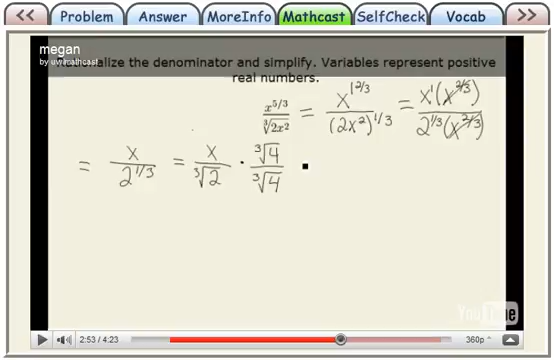 << Problem Answer MoreInfo Mathcast SelfCheck Vocab >>
megan
by uwmathcast
Rationalize the denominator and simplify. Variables represent positive
real numbers.
x^{5/3} / ∛(2x²) = x^{1 2/3} / (2x²)^{1/3} = x¹(x^{2/3}) / 2^{1/3}(x^{2/3})
= x / 2^{1/3} = x / ∛2 · ∛4 / ∛4
YouTube
2:53 / 4:23 360p